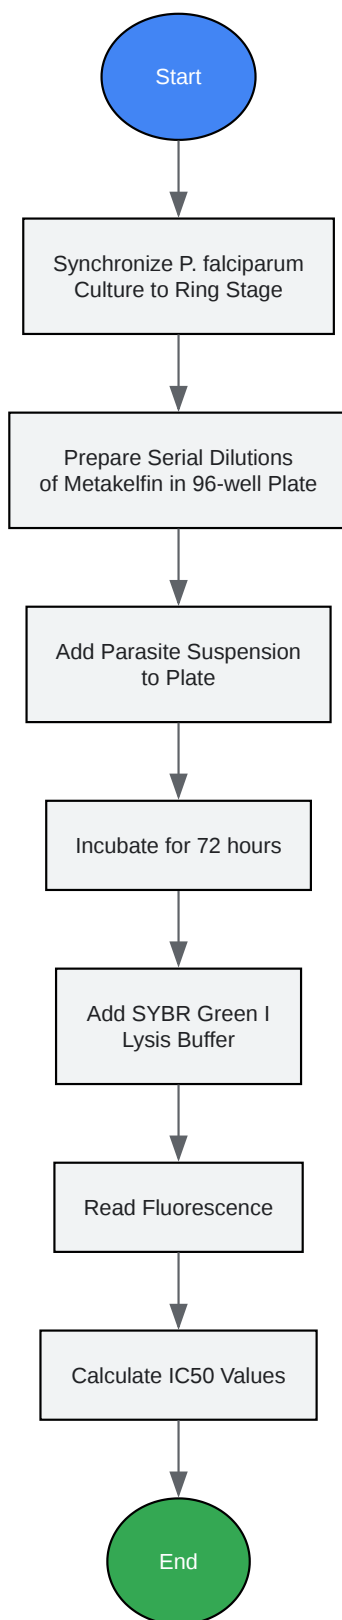 Start
Synchronize P. falciparum
Culture to Ring Stage
Prepare Serial Dilutions
of Metakelfin in 96-well Plate
Add Parasite Suspension
to Plate
Incubate for 72 hours
Add SYBR Green I
Lysis Buffer
Read Fluorescence
Calculate IC50 Values
End